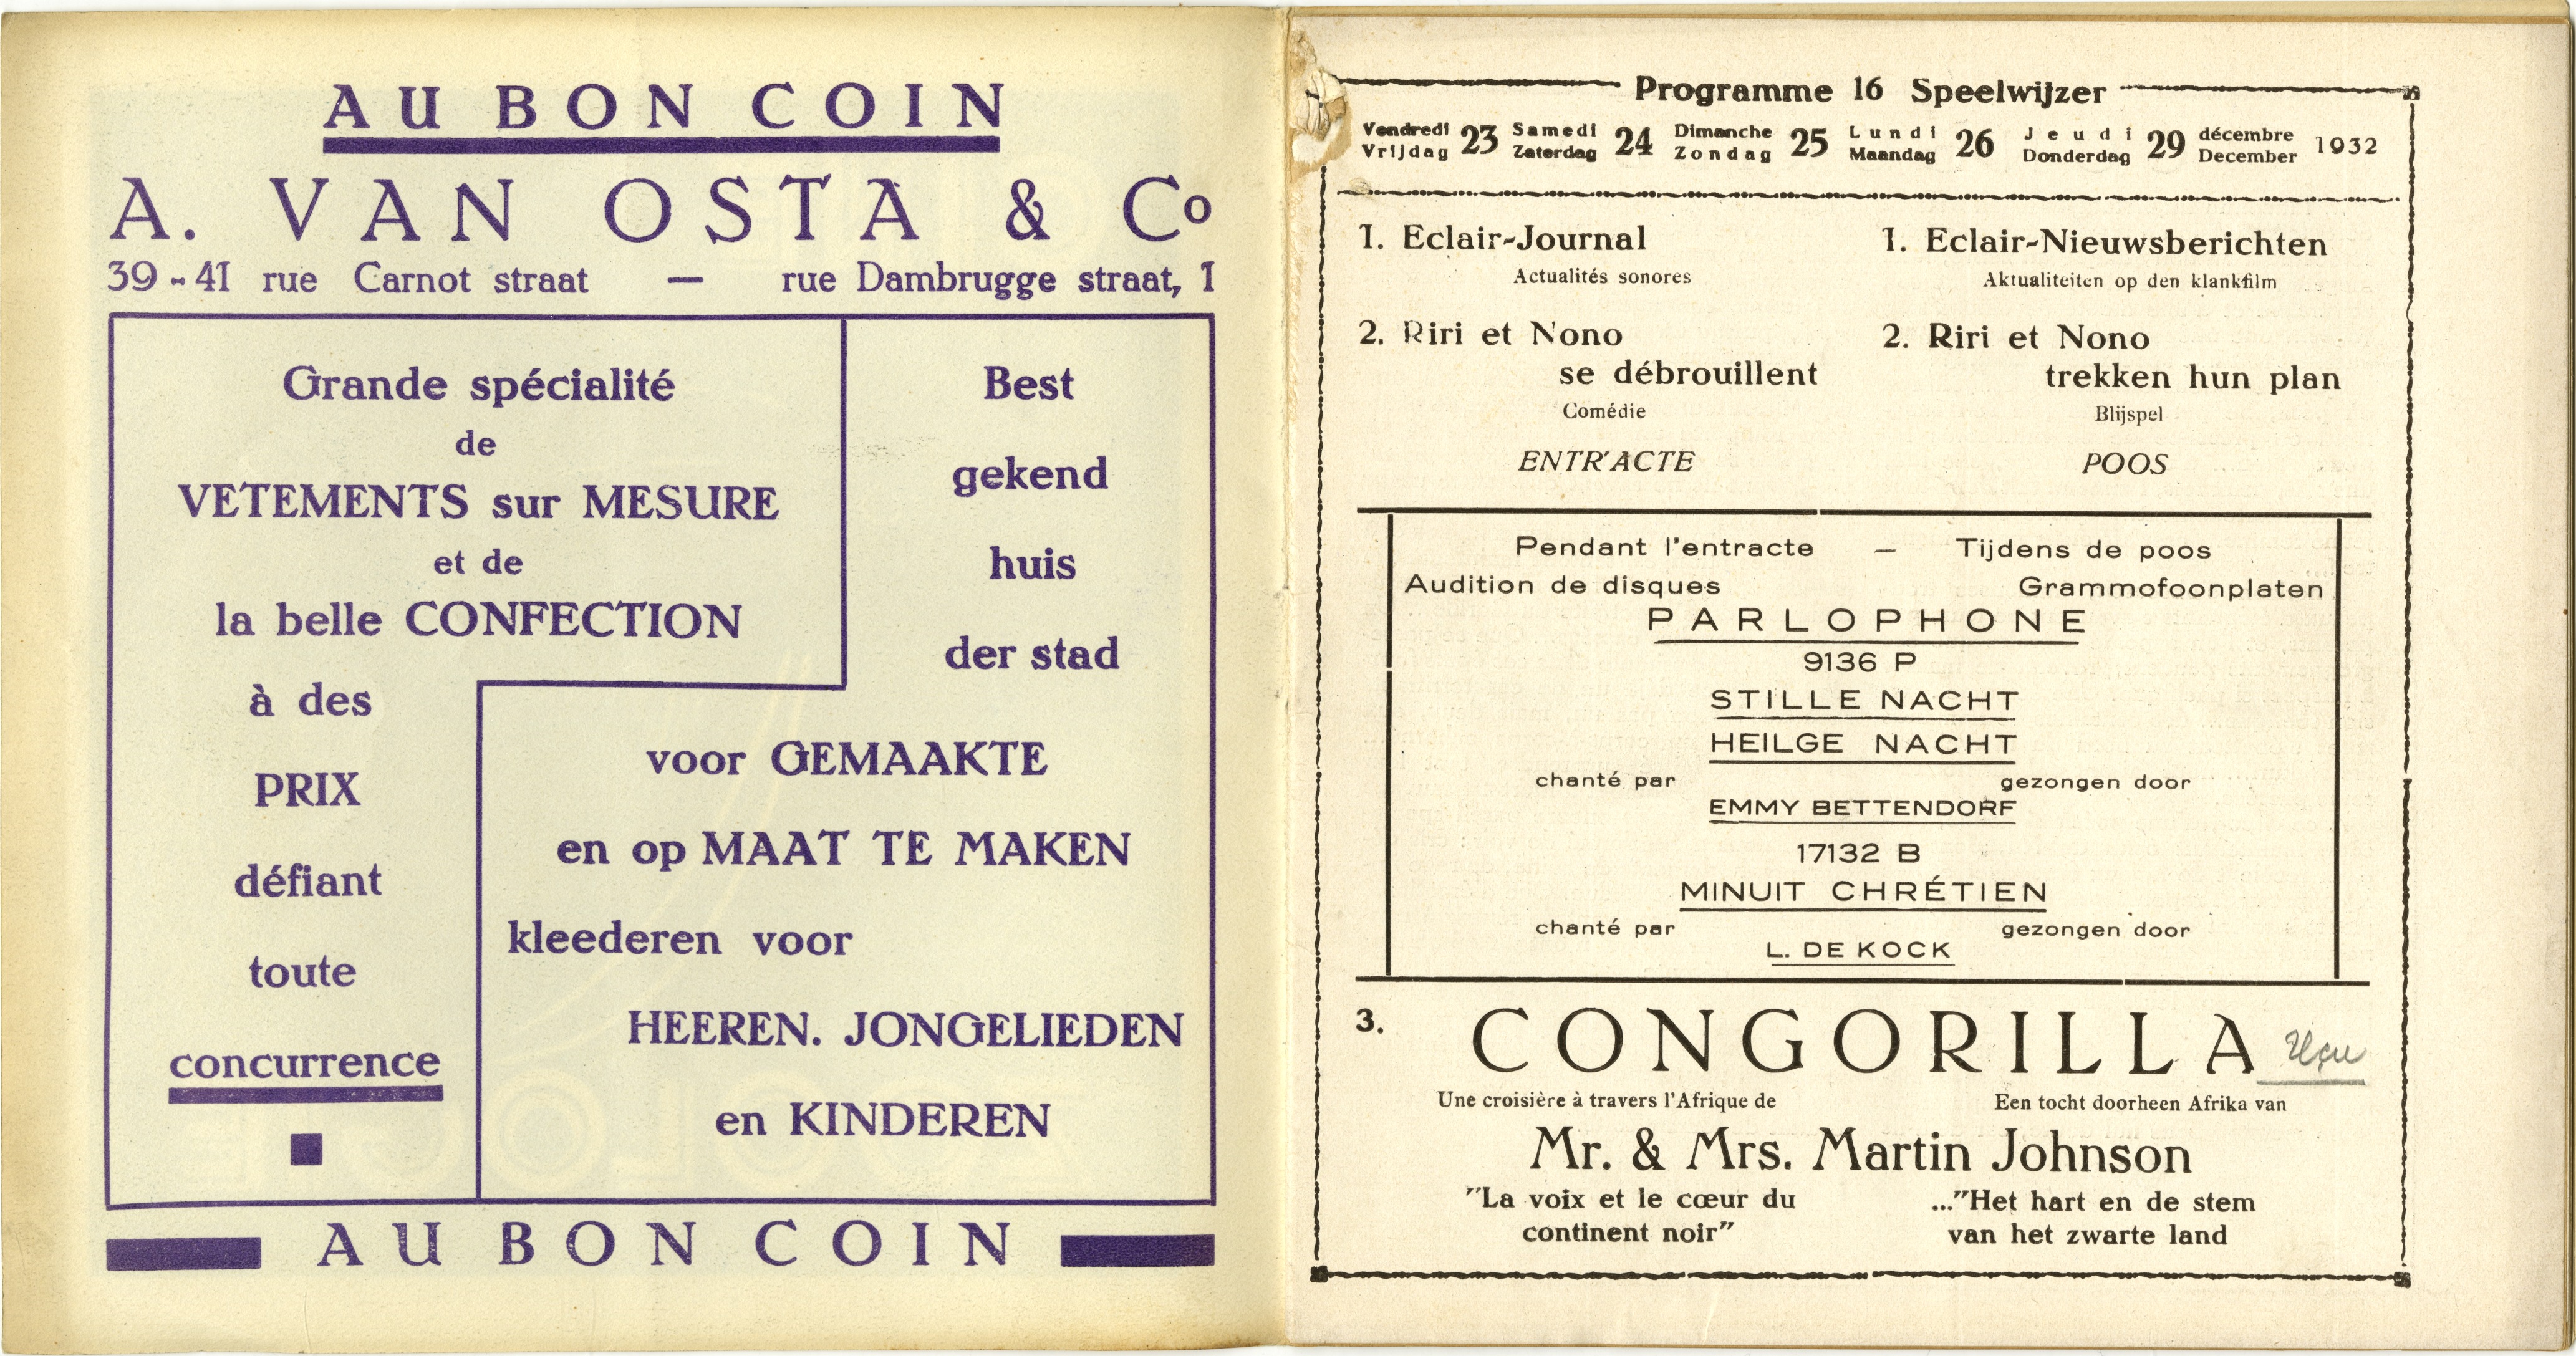 AU BON COIN
A. VAN OSTA & Co
39-41 rue Carnot straat — rue Dambrugge straat, 1
Grande spécialité
de
VETEMENTS sur MESURE
et de
la belle CONFECTION
à des
PRIX
défiant
toute
concurrence
Best
gekend
huis
der stad
voor GEMAAKTE
en op MAAT TE MAKEN
kleederen voor
HEEREN. JONGELIEDEN
en KINDEREN
AU BON COIN
Programme 16 Speelwijzer
Vendredi Vrijdag 23 Samedi Zaterdag 24 Dimanche Zondag 25 Lundi Maandag 26 Jeudi Donderdag 29 décembre December 1932
1. Eclair-Journal
Actualités sonores
2. Riri et Nono
se débrouillent
Comédie
ENTR'ACTE
1. Eclair-Nieuwsberichten
Aktualiteiten op den klankfilm
2. Riri et Nono
trekken hun plan
Blijspel
POOS
Pendant l'entracte – Tijdens de poos
Audition de disques Grammofoonplaten
PARLOPHONE
9136 P
STILLE NACHT
HEILGE NACHT
chanté par gezongen door
EMMY BETTENDORF
17132 B
MINUIT CHRÉTIEN
chanté par gezongen door
L. DE KOCK
3. CONGORILLA
Une croisière à travers l'Afrique de Een tocht doorheen Afrika van
Mr. & Mrs. Martin Johnson
"La voix et le cœur du
continent noir"
..."Het hart en de stem
van het zwarte land